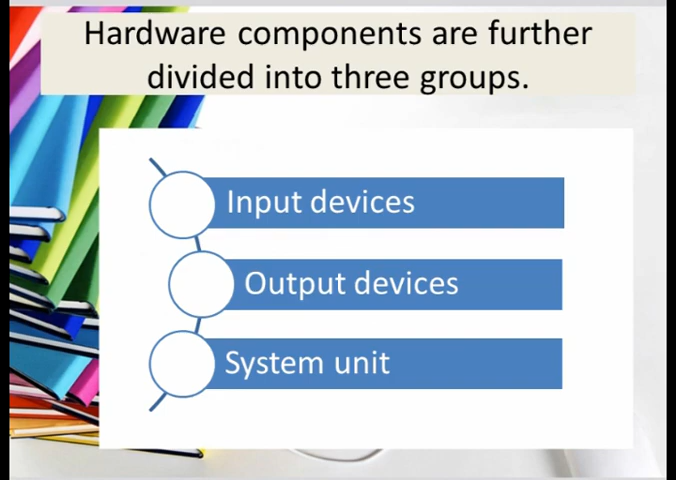 Hardware components are further
divided into three groups.
Input devices
Output devices
System unit